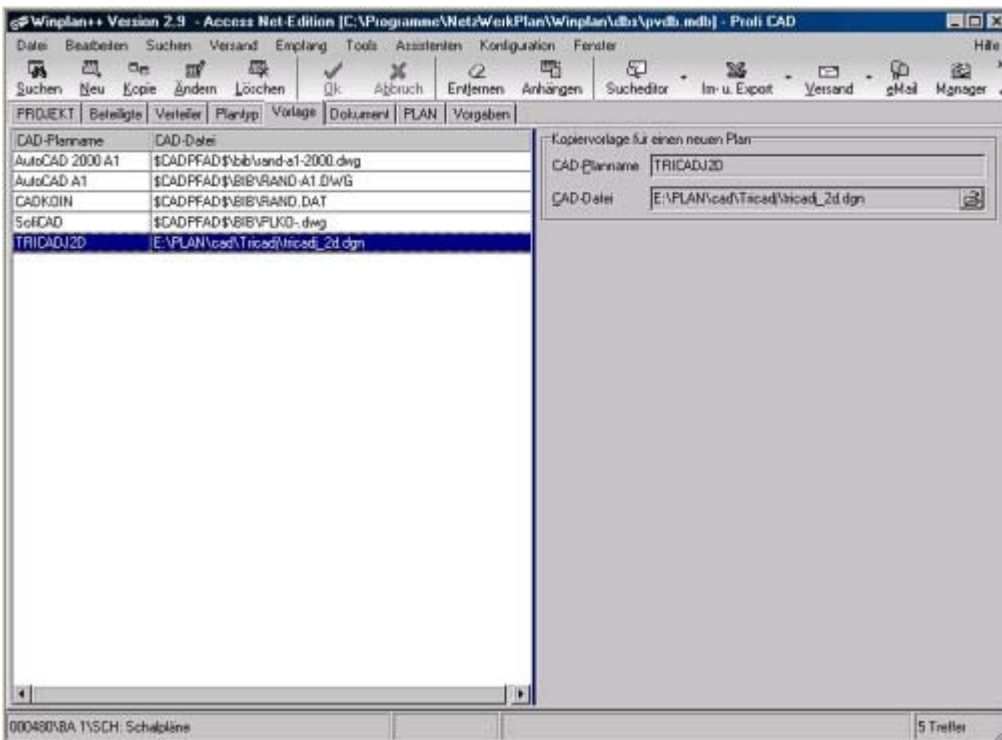 Winplan++ Version 2.9 - Access Net-Edition [C:\Programme\NetzWerkPlan\Winplan\dbs\pvdb.mdb] - Profi CAD
Datei Bearbeiten Suchen Versand Empfang Tools Assistenten Konfiguration Fenster Hilfe
Suchen Neu Kopie Ändern Löschen Ok Abbruch Entfernen Anhängen Sucheditor Im- u. Export Versand eMail Manager
PROJEKT Beteiligte Verteiler Plantyp Vorlage Dokument PLAN Vorgaben
CAD-Planname CAD-Datei
AutoCAD 2000 A1 $CADPFAD$\bib\rand-a1-2000.dwg
AutoCAD A1 $CADPFAD$\BIB\RAND-A1.DWG
CADKOIN $CADPFAD$\BIB\RAND.DAT
SofiCAD $CADPFAD$\BIB\PLKO-.dwg
TRICADJ2D E:\PLAN\cad\Tricadj\tricadj_2d.dgn
Kopiervorlage für einen neuen Plan
CAD-Planname TRICADJ2D
CAD-Datei E:\PLAN\cad\Tricadj\tricadj_2d.dgn
000480\BA 1\SCH: Schalpläne 5 Treffer